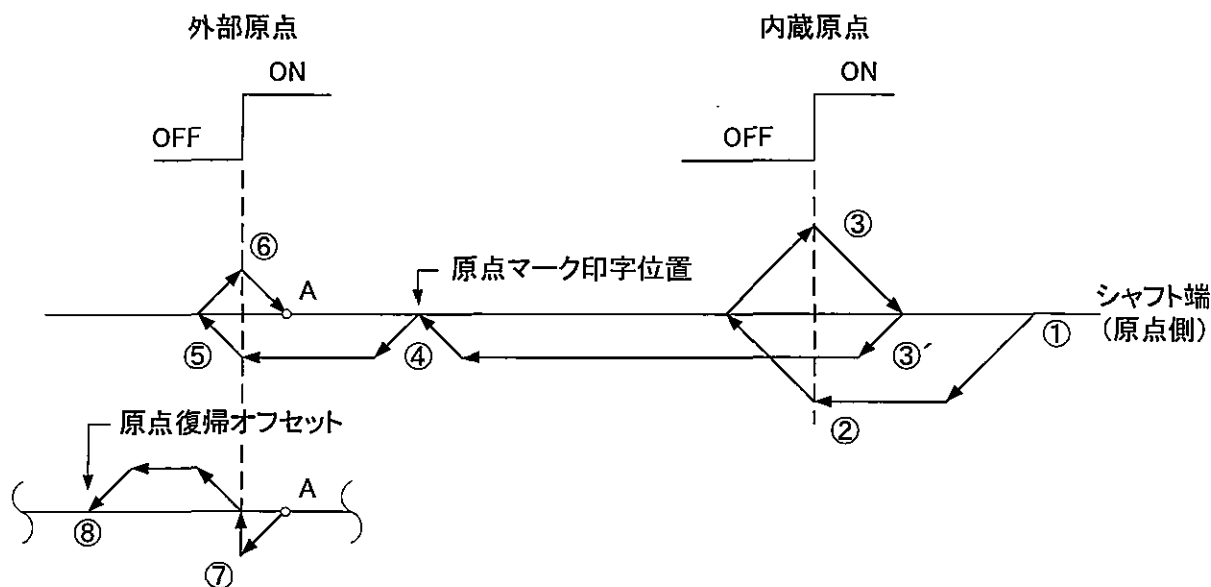 外部原点
内蔵原点
ON
ON
OFF
OFF
⑥
③
原点マーク印字位置
A
シャフト端
(原点側)
①
⑤
④
③´
②
原点復帰オフセット
A
⑧
⑦